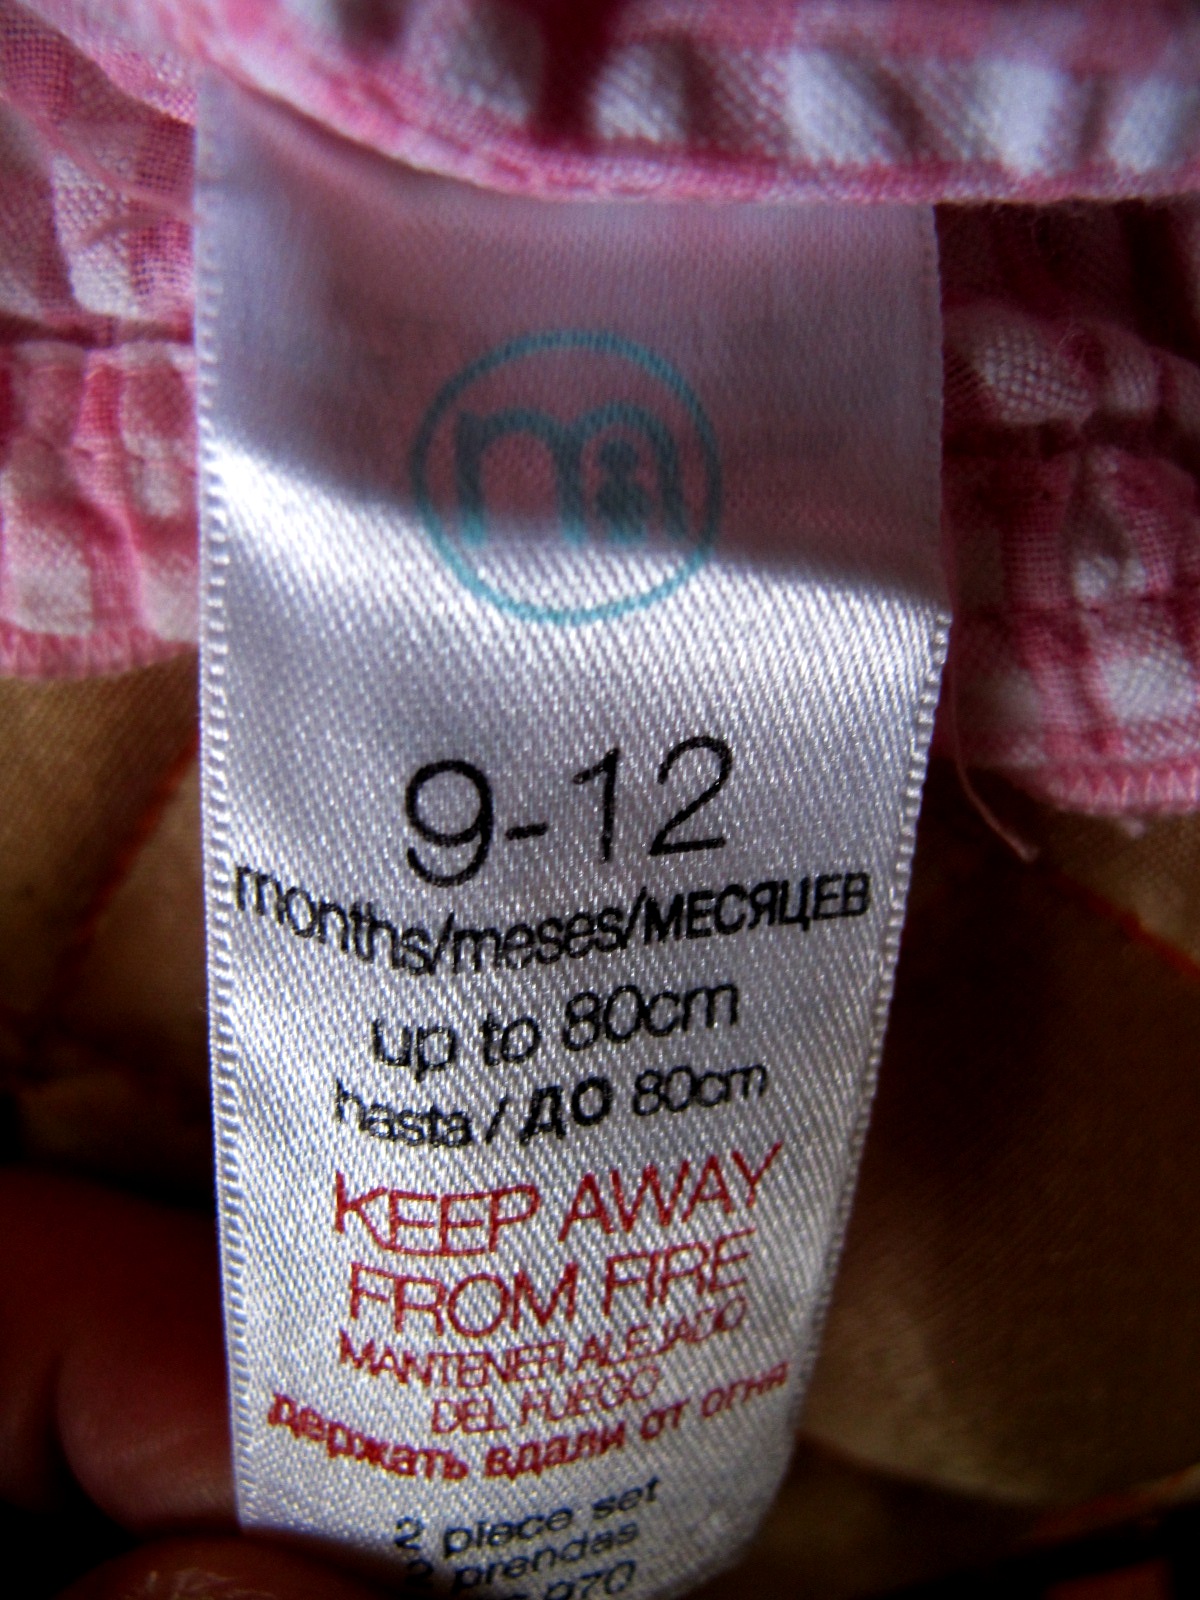 m
9-12
months/meses/МЕСЯЦЕВ
up to 80cm
hasta / ДО 80cm
KEEP AWAY
FROM FIRE
MANTENER ALEJADO
DEL FUEGO
держать вдали от огня
2 piece set
2 prendas